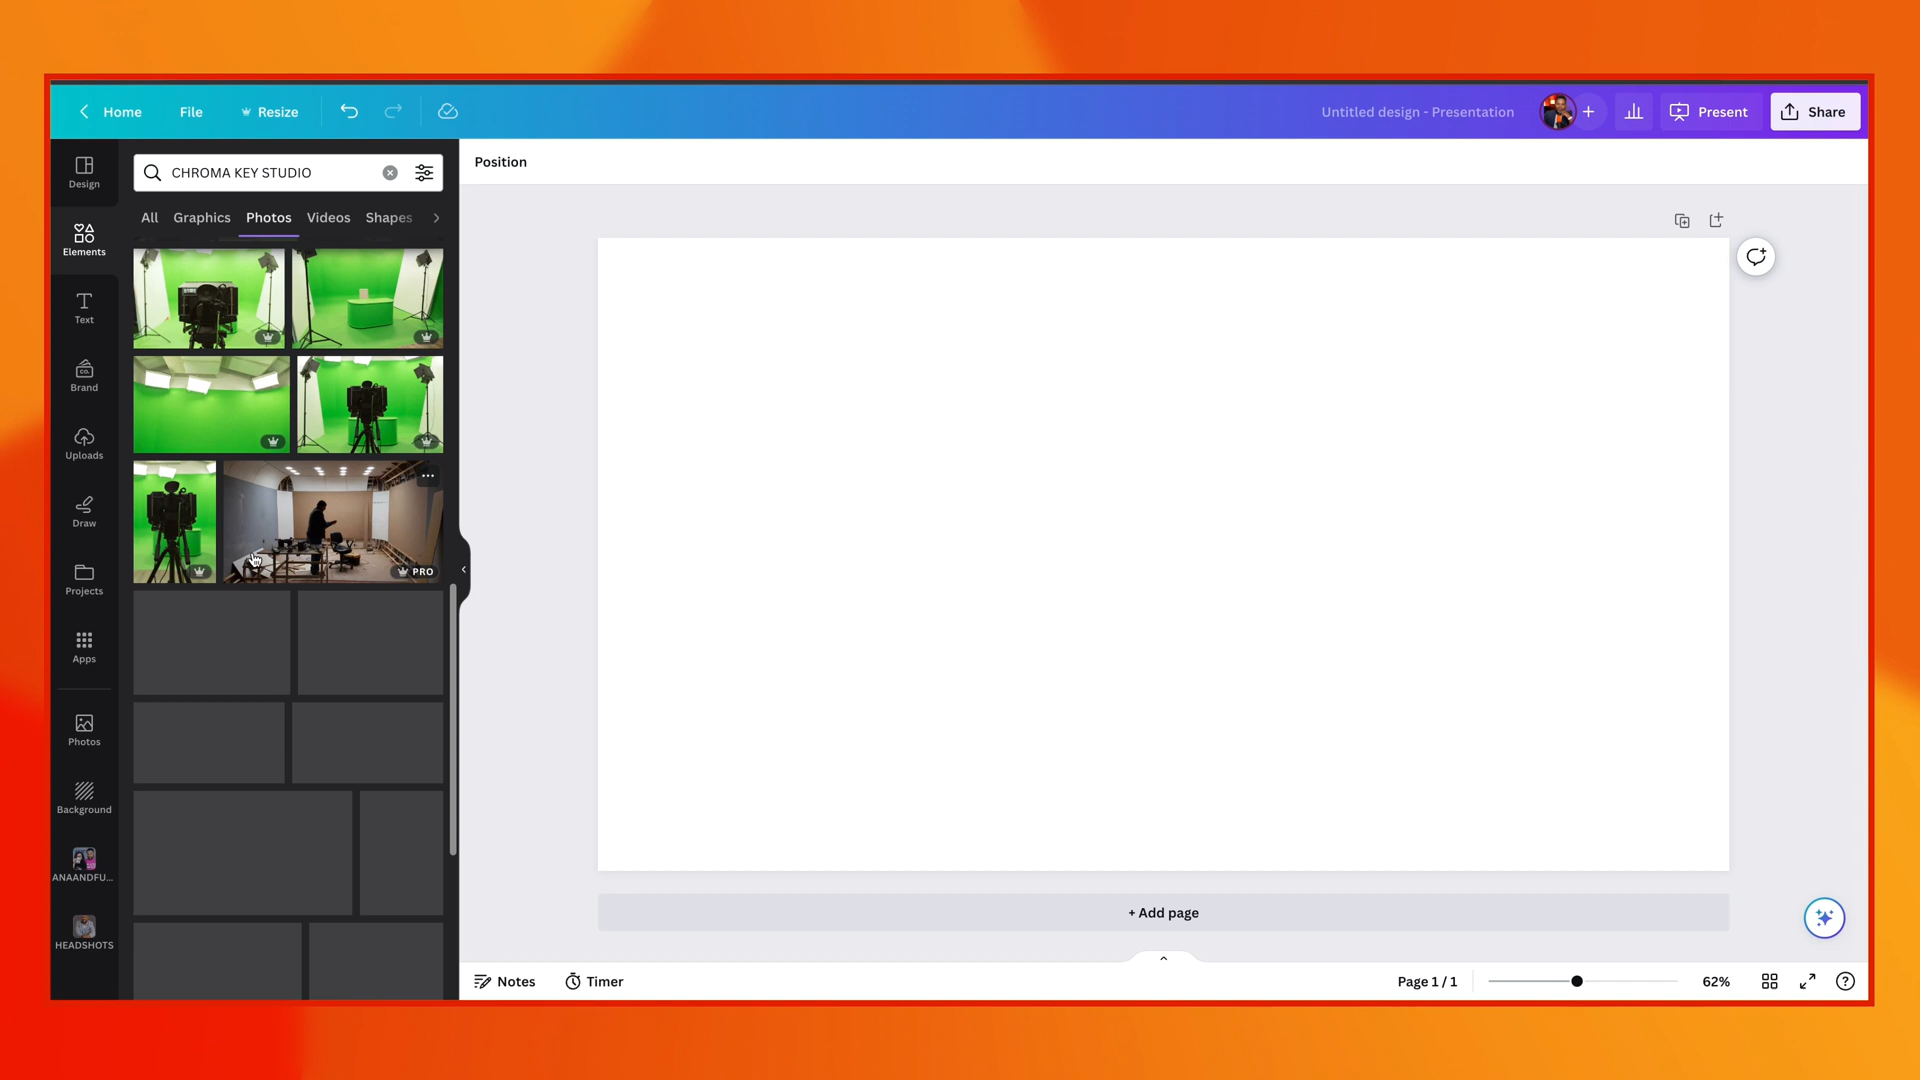 Home File Resize Untitled design - Presentation Present Share
Design
Elements
Text
Brand
Uploads
Draw
Projects
Apps
Photos
Background
ANAANDFU...
HEADSHOTS
CHROMA KEY STUDIO
All Graphics Photos Videos Shapes
PRO
Position
+ Add page
Notes Timer Page 1 / 1 62%